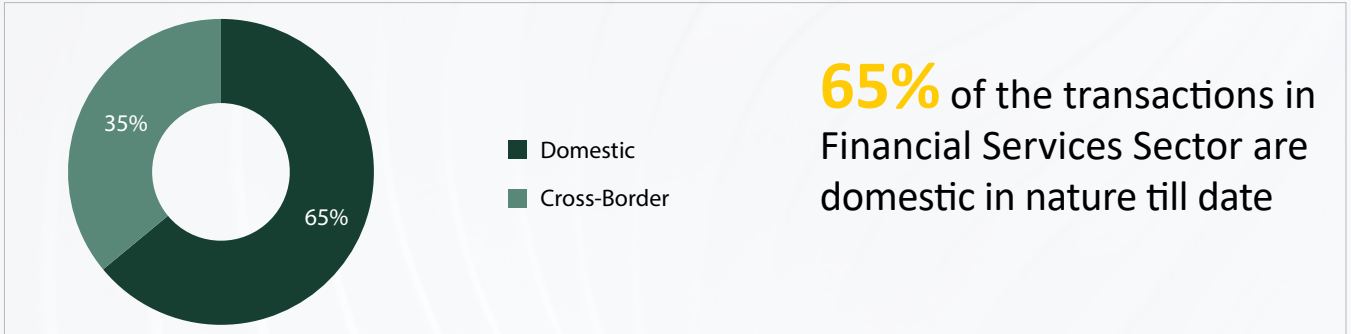 35%
65%
Domestic
Cross-Border
65% of the transactions in
Financial Services Sector are
domestic in nature till date